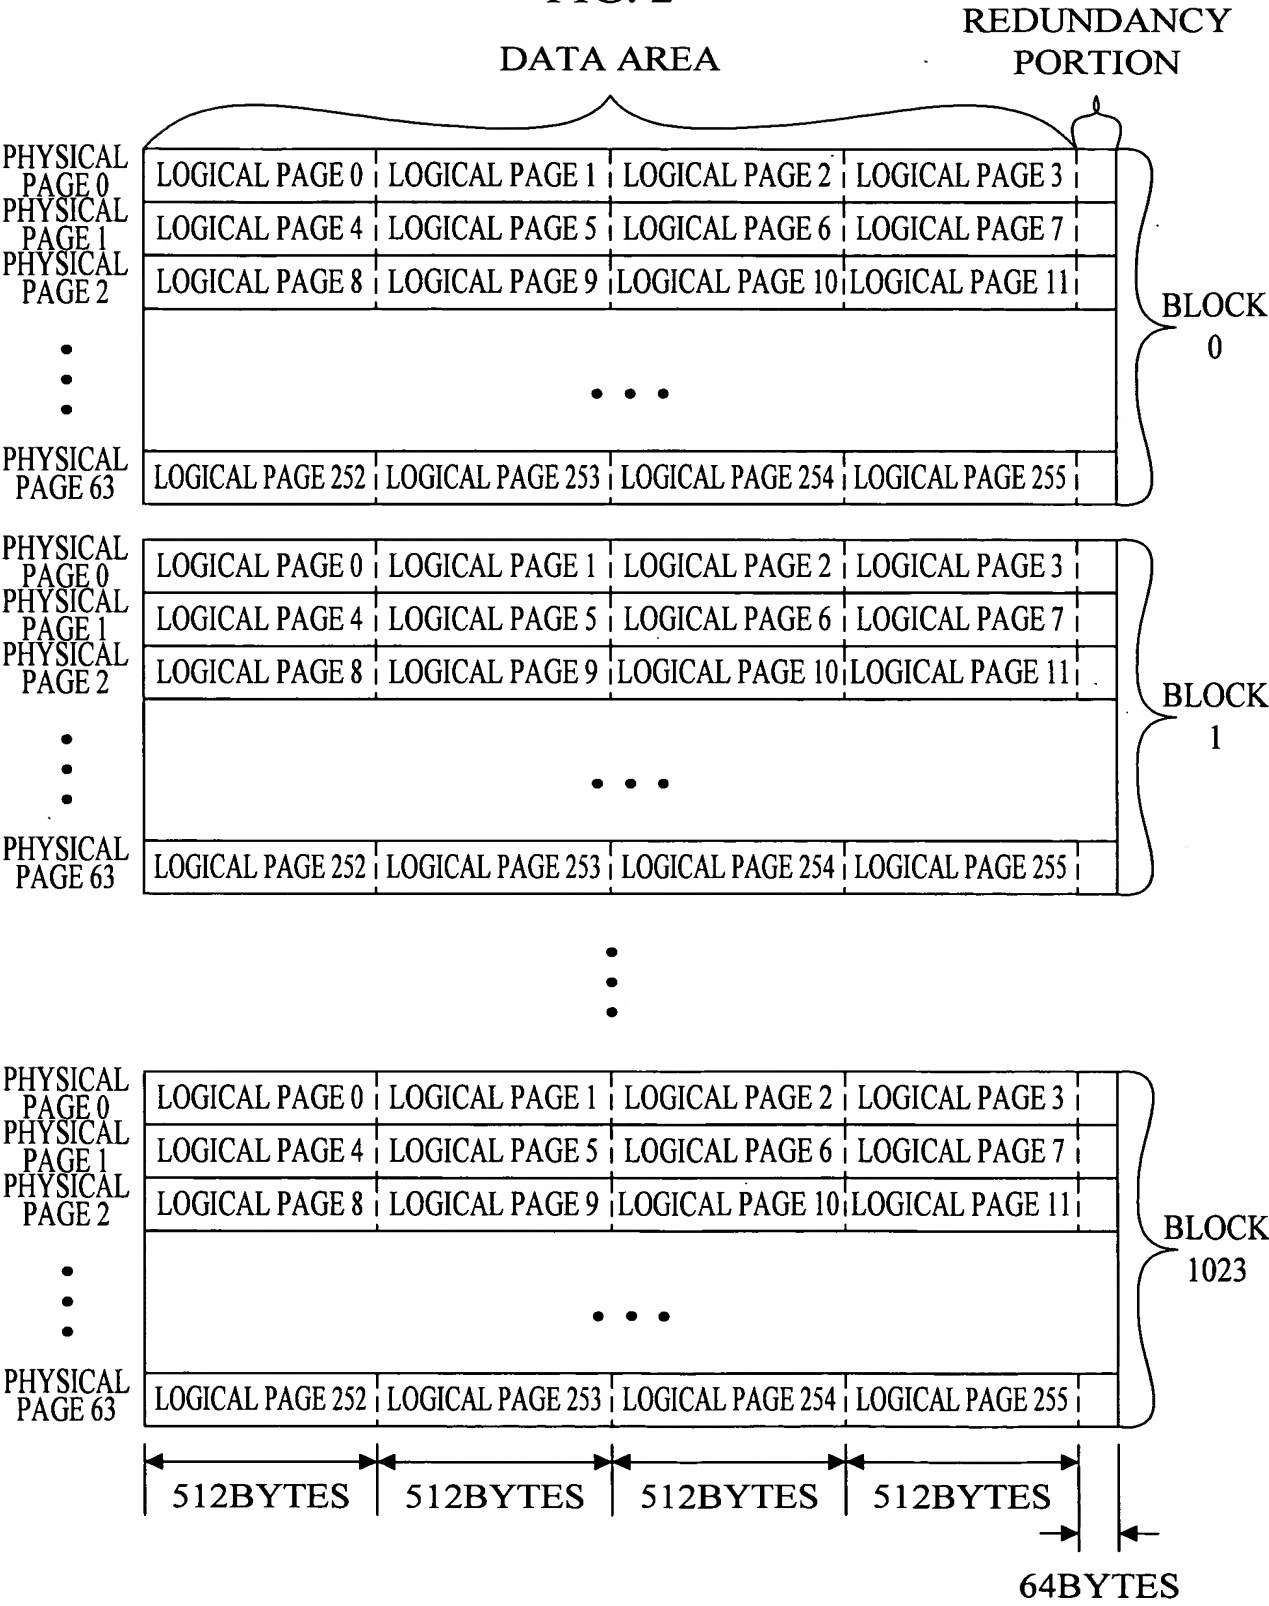 REDUNDANCY
PORTION
DATA AREA
PHYSICAL
PAGE 0
LOGICAL PAGE 0 LOGICAL PAGE 1 LOGICAL PAGE 2 LOGICAL PAGE 3
PHYSICAL
PAGE 1
LOGICAL PAGE 4 LOGICAL PAGE 5 LOGICAL PAGE 6 LOGICAL PAGE 7
PHYSICAL
PAGE 2
LOGICAL PAGE 8 LOGICAL PAGE 9 LOGICAL PAGE 10 LOGICAL PAGE 11
BLOCK
0
PHYSICAL
PAGE 63
LOGICAL PAGE 252 LOGICAL PAGE 253 LOGICAL PAGE 254 LOGICAL PAGE 255
PHYSICAL
PAGE 0
LOGICAL PAGE 0 LOGICAL PAGE 1 LOGICAL PAGE 2 LOGICAL PAGE 3
PHYSICAL
PAGE 1
LOGICAL PAGE 4 LOGICAL PAGE 5 LOGICAL PAGE 6 LOGICAL PAGE 7
PHYSICAL
PAGE 2
LOGICAL PAGE 8 LOGICAL PAGE 9 LOGICAL PAGE 10 LOGICAL PAGE 11
BLOCK
1
PHYSICAL
PAGE 63
LOGICAL PAGE 252 LOGICAL PAGE 253 LOGICAL PAGE 254 LOGICAL PAGE 255
PHYSICAL
PAGE 0
LOGICAL PAGE 0 LOGICAL PAGE 1 LOGICAL PAGE 2 LOGICAL PAGE 3
PHYSICAL
PAGE 1
LOGICAL PAGE 4 LOGICAL PAGE 5 LOGICAL PAGE 6 LOGICAL PAGE 7
PHYSICAL
PAGE 2
LOGICAL PAGE 8 LOGICAL PAGE 9 LOGICAL PAGE 10 LOGICAL PAGE 11
BLOCK
1023
PHYSICAL
PAGE 63
LOGICAL PAGE 252 LOGICAL PAGE 253 LOGICAL PAGE 254 LOGICAL PAGE 255
512BYTES 512BYTES 512BYTES 512BYTES
64BYTES